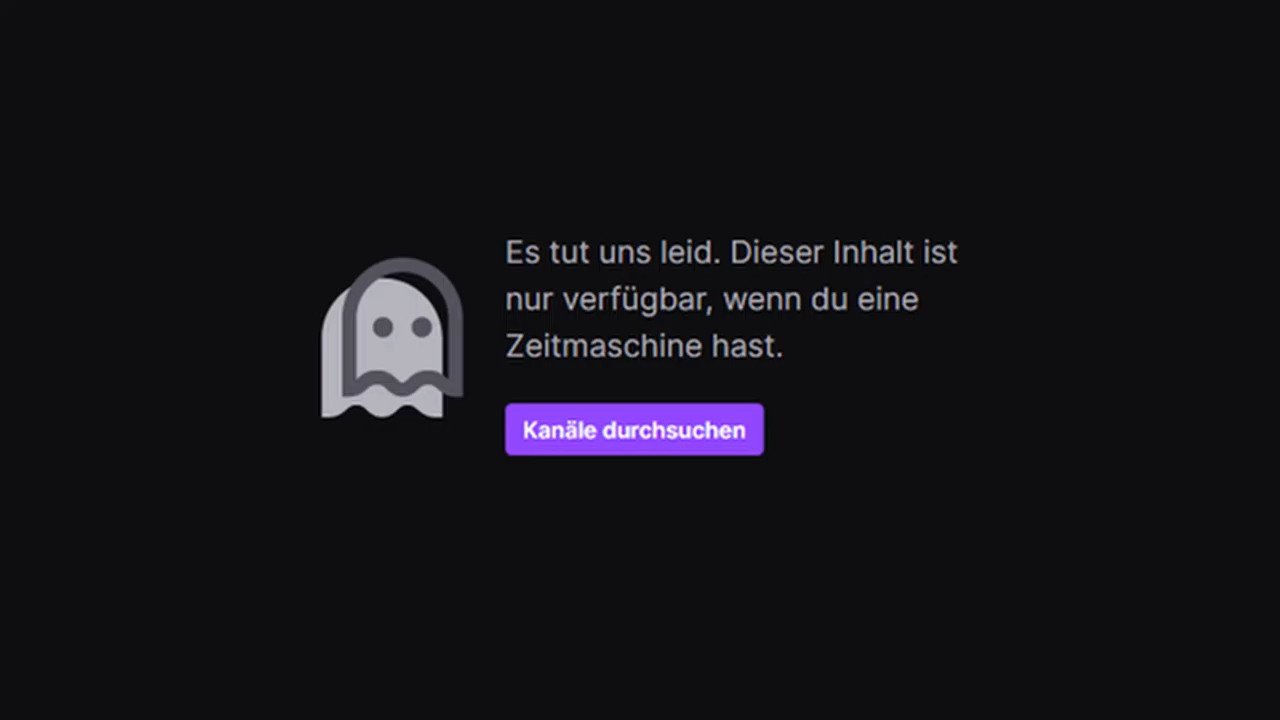 Es tut uns leid. Dieser Inhalt ist
nur verfügbar, wenn du eine
Zeitmaschine hast.
Kanäle durchsuchen